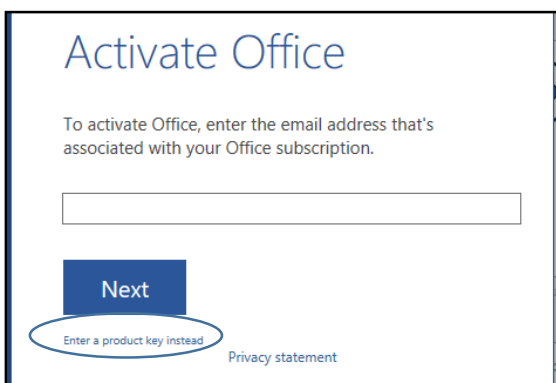 Activate Office
To activate Office, enter the email address that's
associated with your Office subscription.
Next
Enter a product key instead
Privacy statement